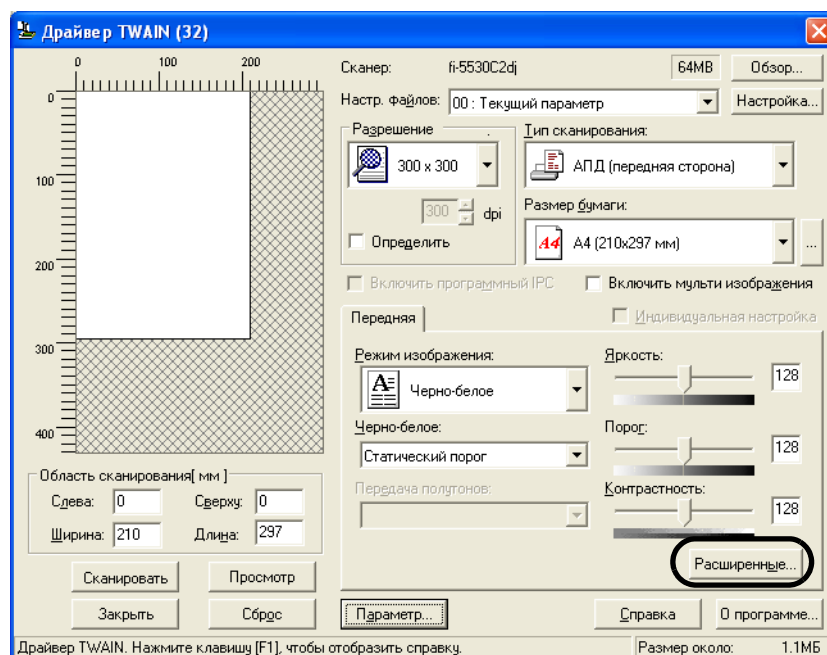 Драйвер TWAIN (32)
0 100 200
0
100
200
300
400
Сканер: fi-5530C2dj 64MB Обзор...
Настр. файлов: 00 : Текущий параметр Настройка...
Разрешение
300 x 300
300 dpi
Определить
Тип сканирования:
АПД (передняя сторона)
Размер бумаги:
A4 A4 (210x297 мм) ...
Включить программный IPC Включить мульти изображения
Передняя Индивидуальная настройка
Режим изображения:
Черно-белое
Черно-белое:
Статический порог
Передача полутонов:
Яркость:
128
Порог:
128
Контрастность:
128
Расширенные...
Область сканирования[ мм ]
Слева: 0 Сверху: 0
Ширина: 210 Длина: 297
Сканировать Просмотр
Закрыть Сброс Параметр... Справка О программе...
Драйвер TWAIN. Нажмите клавишу [F1], чтобы отобразить справку. Размер около: 1.1МБ